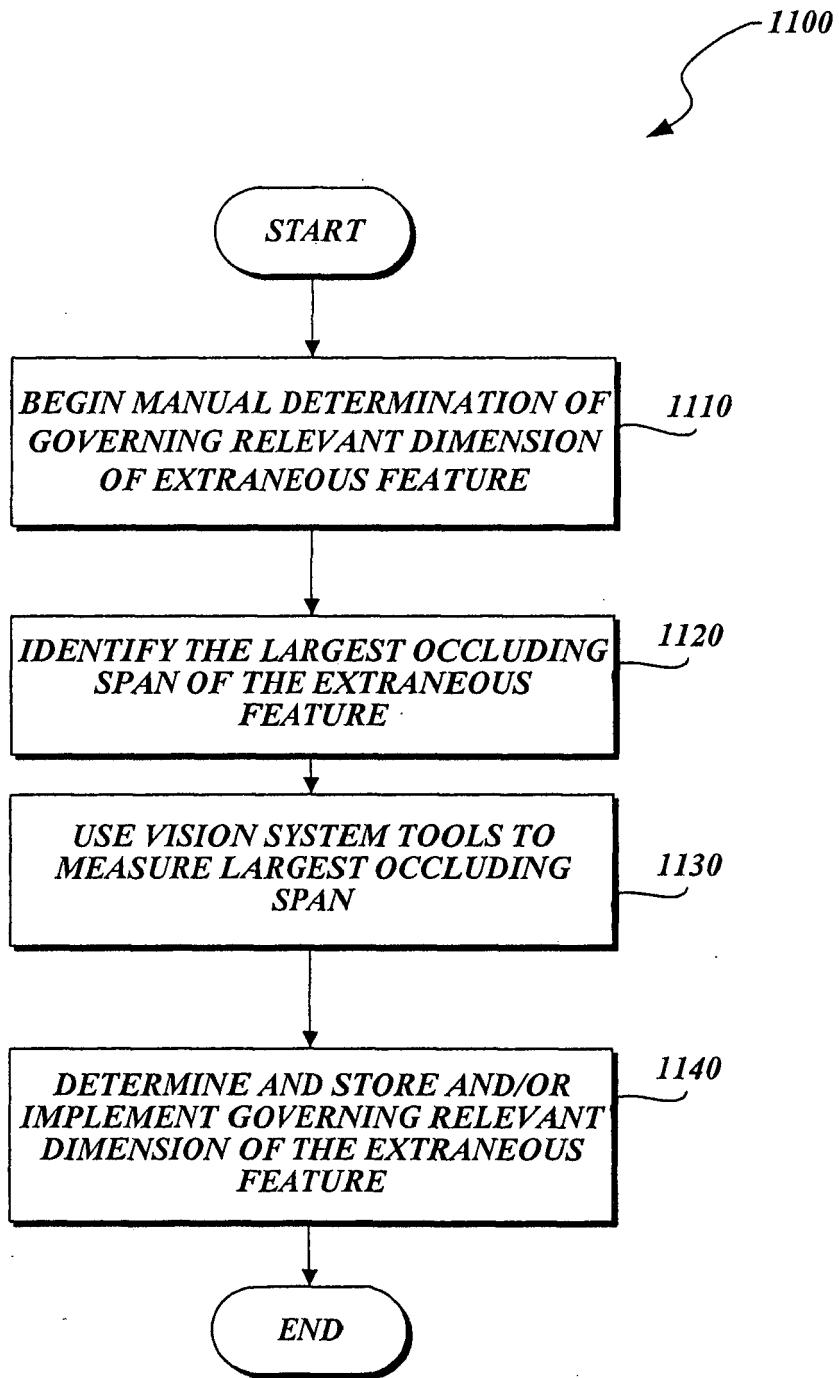 1100
START
BEGIN MANUAL DETERMINATION OF
GOVERNING RELEVANT DIMENSION
OF EXTRANEOUS FEATURE
1110
IDENTIFY THE LARGEST OCCLUDING
SPAN OF THE EXTRANEOUS
FEATURE
1120
USE VISION SYSTEM TOOLS TO
MEASURE LARGEST OCCLUDING
SPAN
1130
DETERMINE AND STORE AND/OR
IMPLEMENT GOVERNING RELEVANT
DIMENSION OF THE EXTRANEOUS
FEATURE
1140
END